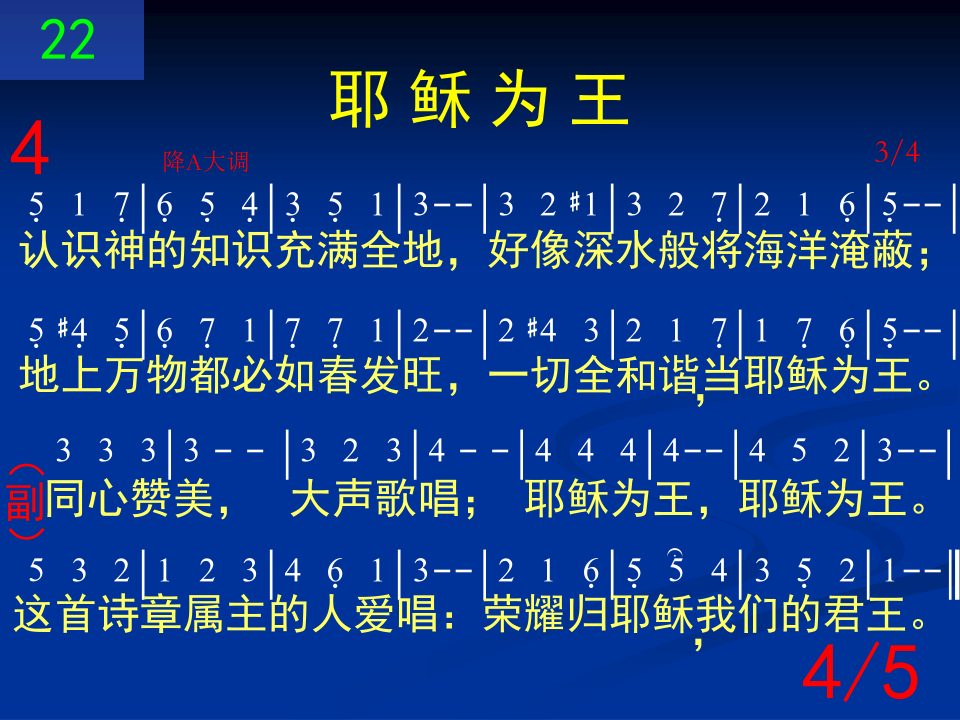 22
耶稣为王
4
降A大调
3/4
5̣ 1 7̣|6̣ 5̣ 4̣|3̣ 5̣ 1|3--|3 2 #1|3 2 7̣|2 1 6̣|5̣--|
认识神的知识充满全地，好像深水般将海洋淹蔽；
5̣ #4̣ 5̣|6̣ 7̣ 1|7̣ 7̣ 1|2--|2 #4 3|2 1 7̣|1 7̣ 6̣|5̣--|
地上万物都必如春发旺，一切全和谐，当耶稣为王。
3 3 3|3 - - |3 2 3|4 - -|4 4 4|4--|4 5 2|3--|
（副）同心赞美， 大声歌唱； 耶稣为王，耶稣为王。
5 3 2|1 2 3|4 6̣ 1|3--|2 1 6̣|5̣ 5̣ 4|3 5̣ 2|1--‖
这首诗章属主的人爱唱：荣耀归耶稣，我们的君王。
4/5